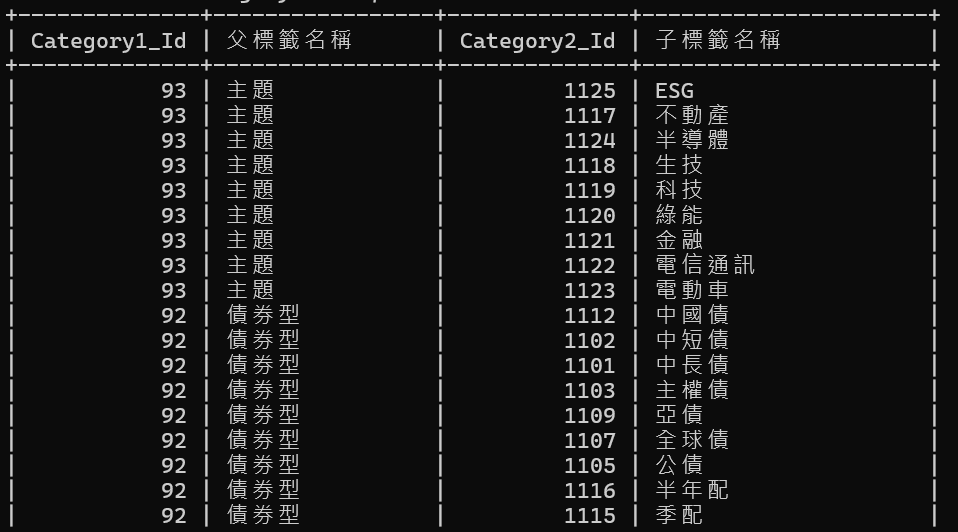 Category1_Id | 父標籤名稱 | Category2_Id | 子標籤名稱
93 | 主題 | 1125 | ESG
93 | 主題 | 1117 | 不動產
93 | 主題 | 1124 | 半導體
93 | 主題 | 1118 | 生技
93 | 主題 | 1119 | 科技
93 | 主題 | 1120 | 綠能
93 | 主題 | 1121 | 金融
93 | 主題 | 1122 | 電信通訊
93 | 主題 | 1123 | 電動車
92 | 債券型 | 1112 | 中國債
92 | 債券型 | 1102 | 中短債
92 | 債券型 | 1101 | 中長債
92 | 債券型 | 1103 | 主權債
92 | 債券型 | 1109 | 亞債
92 | 債券型 | 1107 | 全球債
92 | 債券型 | 1105 | 公債
92 | 債券型 | 1116 | 半年配
92 | 債券型 | 1115 | 季配